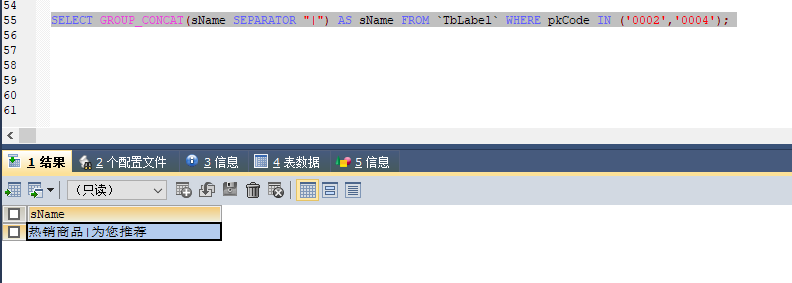 54
55 SELECT GROUP_CONCAT(sName SEPARATOR "|") AS sName FROM `TbLabel` WHERE pkCode IN ('0002','0004');
56
57
58
59
60
61
1 结果 2 个配置文件 3 信息 4 表数据 5 信息
（只读）
sName
热销商品|为您推荐